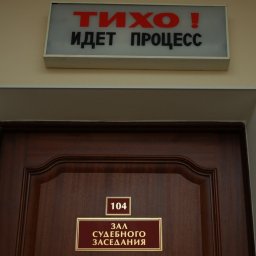 ТИХО!
ИДЕТ ПРОЦЕСС
104
ЗАЛ
СУДЕБНОГО
ЗАСЕДАНИЯ